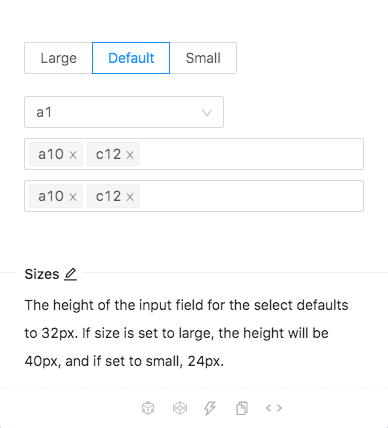 Large Default Small
a1
a10 x c12 x
a10 x c12 x
Sizes
The height of the input field for the select defaults
to 32px. If size is set to large, the height will be
40px, and if set to small, 24px.